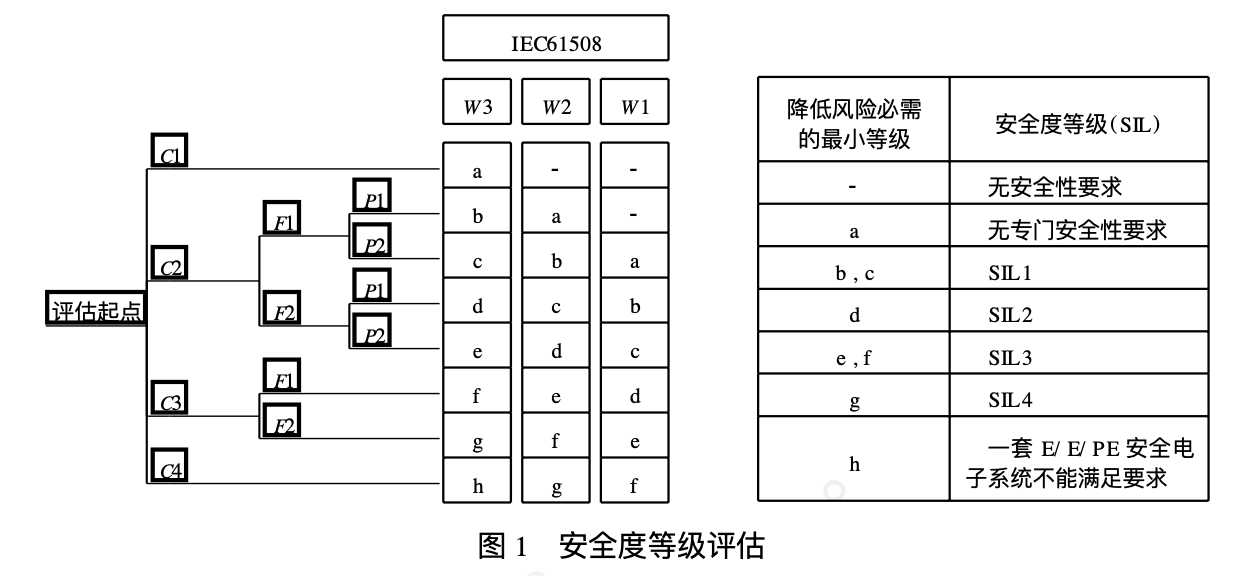 IEC61508
W3 W2 W1
C1
a - -
P1
F1
b a -
P2
C2
c b a
P1
评估起点 F2
d c b
P2
e d c
F1
C3
f e d
F2
g f e
C4
h g f
降低风险必需
的最小等级
安全度等级(SIL)
- 无安全性要求
a 无专门安全性要求
b,c SIL1
d SIL2
e,f SIL3
g SIL4
h
一套 E/E/PE 安全电
子系统不能满足要求
图 1 安全度等级评估